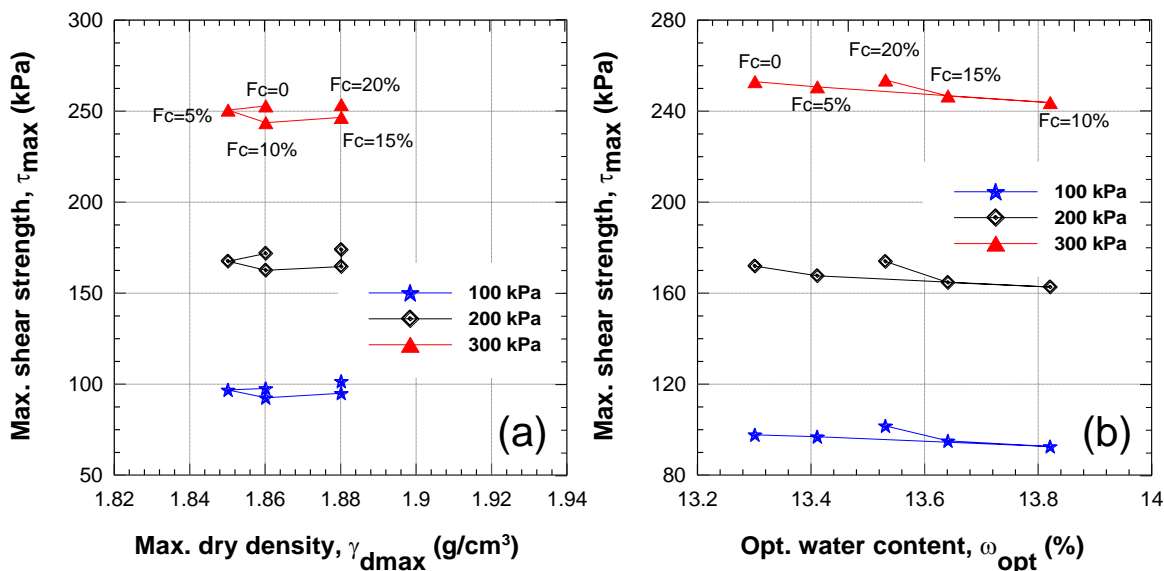 Max. shear strength, τmax (kPa)
300
250
200
150
100
50
Fc=20%
Fc=0
Fc=5%
Fc=10%
Fc=15%
100 kPa
200 kPa
300 kPa
(a)
1.82 1.84 1.86 1.88 1.9 1.92 1.94
Max. dry density, γdmax (g/cm³)
Max. shear strength, τmax (kPa)
280
240
200
160
120
80
Fc=20%
Fc=0
Fc=15%
Fc=5%
Fc=10%
100 kPa
200 kPa
300 kPa
(b)
13.2 13.4 13.6 13.8 14
Opt. water content, ωopt (%)